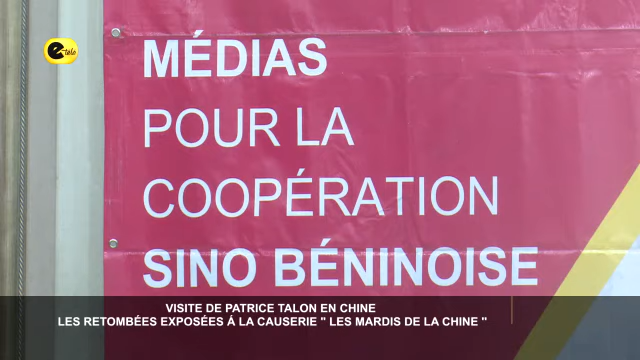 e-télé
MÉDIAS
POUR LA
COOPÉRATION
SINO BÉNINOISE
VISITE DE PATRICE TALON EN CHINE
LES RETOMBÉES EXPOSÉES Á LA CAUSERIE " LES MARDIS DE LA CHINE "